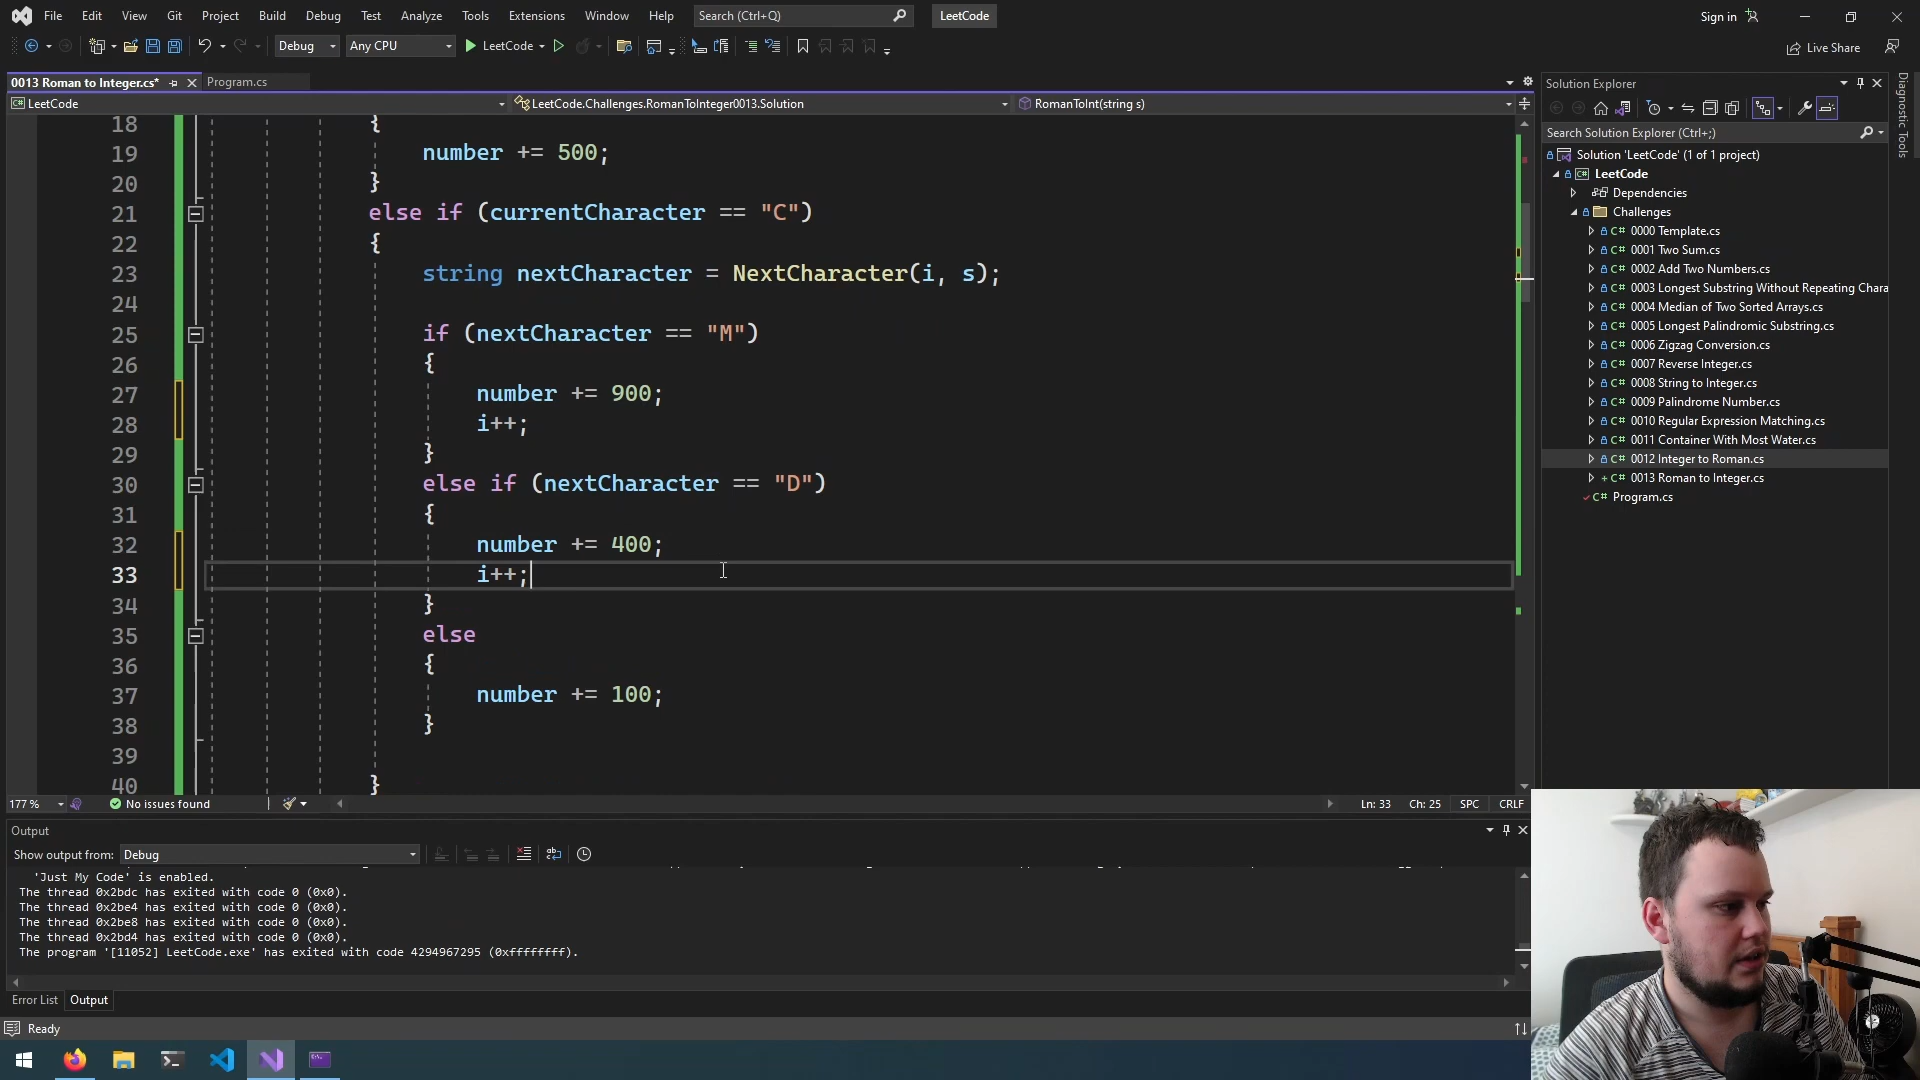 File Edit View Git Project Build Debug Test Analyze Tools Extensions Window Help Search (Ctrl+Q) LeetCode Sign in
Debug Any CPU LeetCode Live Share
0013 Roman to Integer.cs* Program.cs
LeetCode LeetCode.Challenges.RomanToInteger0013.Solution RomanToInt(string s)
18 {
19 number += 500;
20 }
21 else if (currentCharacter == "C")
22 {
23 string nextCharacter = NextCharacter(i, s);
24
25 if (nextCharacter == "M")
26 {
27 number += 900;
28 i++;
29 }
30 else if (nextCharacter == "D")
31 {
32 number += 400;
33 i++;
34 }
35 else
36 {
37 number += 100;
38 }
39
40 }
177 % No issues found Ln: 33 Ch: 25 SPC CRLF
Solution Explorer
Search Solution Explorer (Ctrl+;)
Solution 'LeetCode' (1 of 1 project)
C# LeetCode
Dependencies
Challenges
C# 0000 Template.cs
C# 0001 Two Sum.cs
C# 0002 Add Two Numbers.cs
C# 0003 Longest Substring Without Repeating Chara
C# 0004 Median of Two Sorted Arrays.cs
C# 0005 Longest Palindromic Substring.cs
C# 0006 Zigzag Conversion.cs
C# 0007 Reverse Integer.cs
C# 0008 String to Integer.cs
C# 0009 Palindrome Number.cs
C# 0010 Regular Expression Matching.cs
C# 0011 Container With Most Water.cs
C# 0012 Integer to Roman.cs
+ C# 0013 Roman to Integer.cs
C# Program.cs
Diagnostic Tools
Output
Show output from: Debug
'Just My Code' is enabled.
The thread 0x2bdc has exited with code 0 (0x0).
The thread 0x2be4 has exited with code 0 (0x0).
The thread 0x2be8 has exited with code 0 (0x0).
The thread 0x2bd4 has exited with code 0 (0x0).
The program '[11052] LeetCode.exe' has exited with code 4294967295 (0xffffffff).
Error List Output
Ready